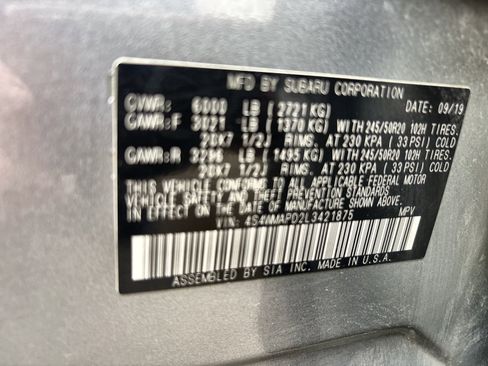 MFD BY SUBARU CORPORATION
GVWR: 6000 LB (2721 KG) DATE: 09/19
GAWR:F 3021 LB (1370 KG) WITH 245/50R20 102H TIRES.
20X7 1/2J RIMS. AT 230 KPA (33 PSI) COLD
GAWR:R 3296 LB (1495 KG) WITH 245/50R20 102H TIRES.
20X7 1/2J RIMS. AT 230 KPA (33 PSI) COLD
THIS VEHICLE CONFORMS TO ALL APPLICABLE FEDERAL MOTOR
VEHICLE SAFETY AND THEFT PREVENTION STANDARDS
IN EFFECT ON THE DATE OF MANUFACTURE SHOWN ABOVE.
VIN: 4S4WMAPD2L3421875 MPV
ASSEMBLED BY SIA INC. MADE IN U.S.A.